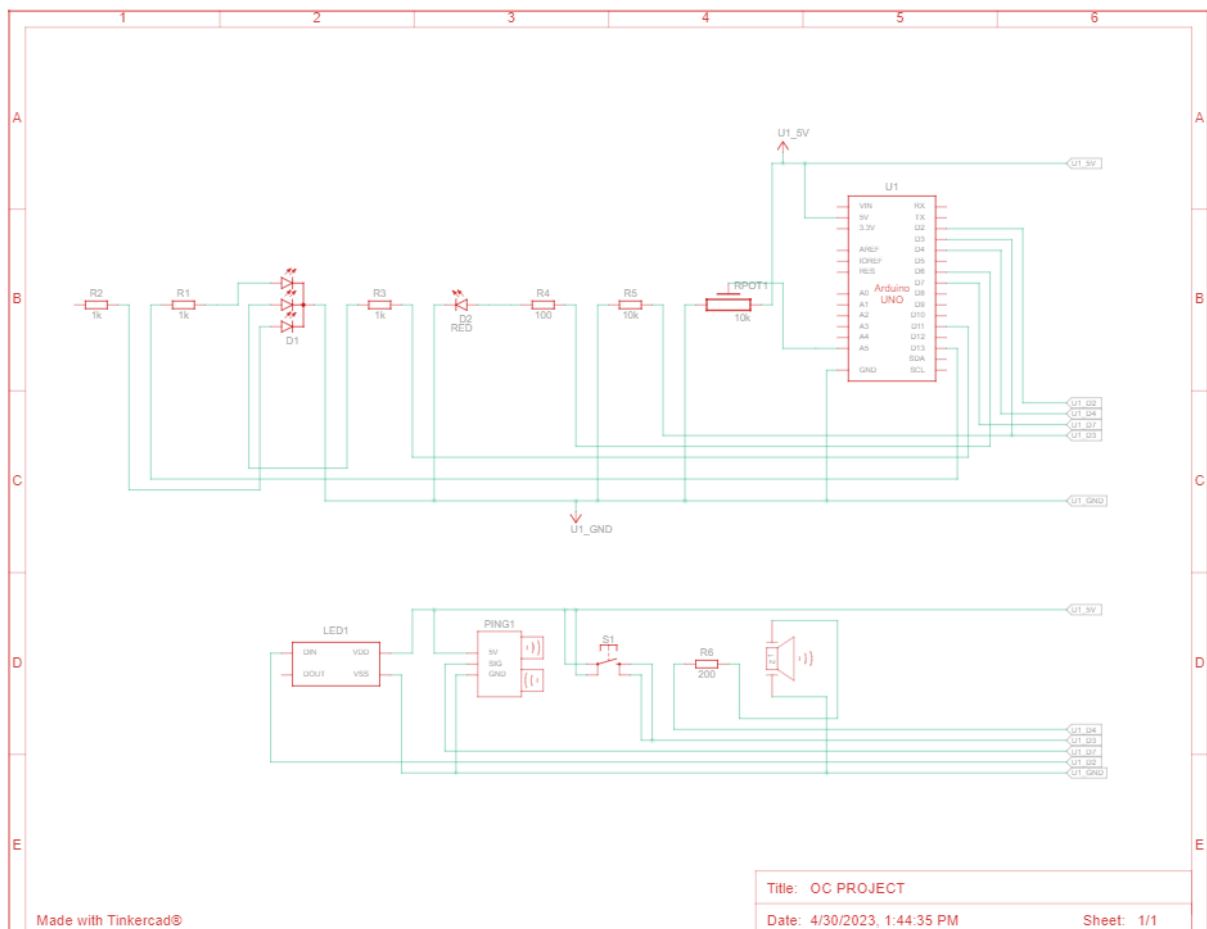 1 2 3 4 5 6
A A
U1_5V
U1_5V
U1
VIN RX
5V TX
3.3V D2
D3
AREF D4
IOREF D5
RES D6
D7
A0 D8
A1 D9
A2 D10
A3 D11
A4 D12
A5 D13
SDA
GND SCL
Arduino
UNO
B B
R2 R1 R3 R4 R5 RPOT1
1k 1k 1k 100 10k 10k
D1
D2
RED
U1_D2
U1_D4
U1_D7
U1_D3
C C
U1_GND
U1_GND
U1_5V
LED1 PING1
DIN VDD
DOUT VSS
5V
SIG
GND
S1
R6
200
1
2
D D
U1_D4
U1_D3
U1_D7
U1_D2
U1_GND
E E
Title: OC PROJECT
Made with Tinkercad®
Date: 4/30/2023, 1:44:35 PM Sheet: 1/1